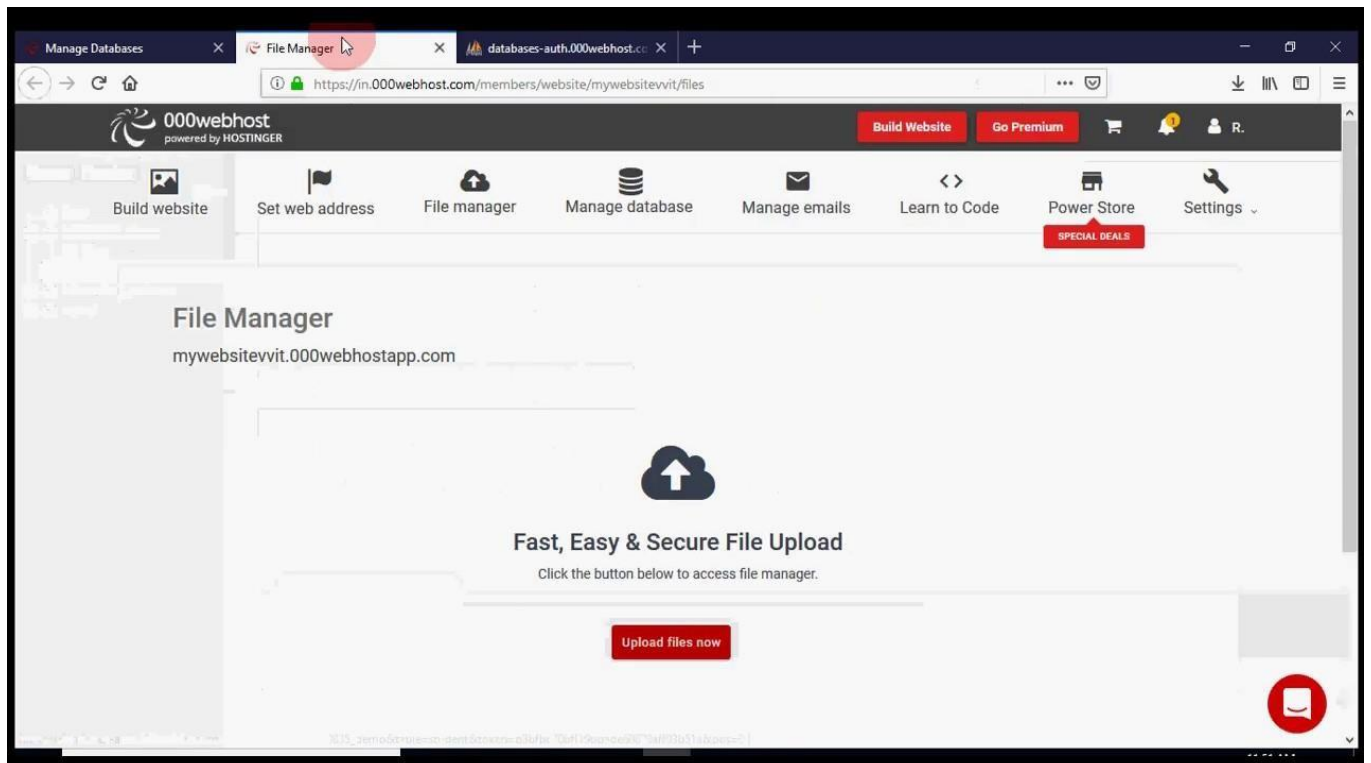 Manage Databases
File Manager
databases-auth.000webhost.co
https://in.000webhost.com/members/website/mywebsitevvit/files
000webhost
powered by HOSTINGER
Build Website
Go Premium
R.
Build website
Set web address
File manager
Manage database
Manage emails
Learn to Code
Power Store
Settings
SPECIAL DEALS
File Manager
mywebsitevvit.000webhostapp.com
Fast, Easy & Secure File Upload
Click the button below to access file manager.
Upload files now